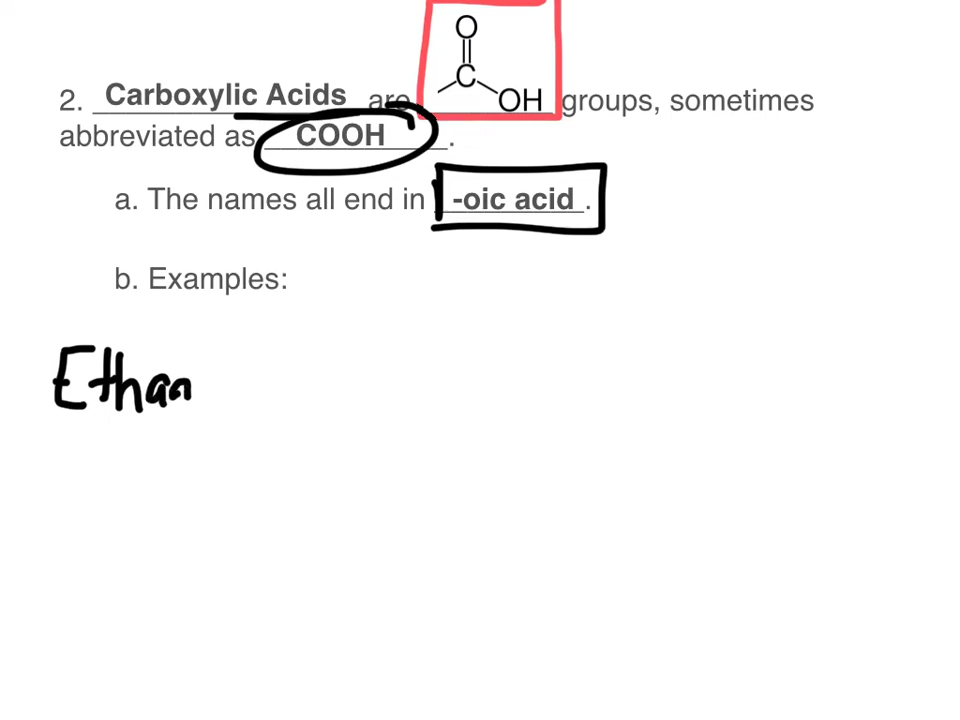 O
C
OH
2. Carboxylic Acids are ________ groups, sometimes
abbreviated as COOH.
a. The names all end in -oic acid.
b. Examples:
Ethan